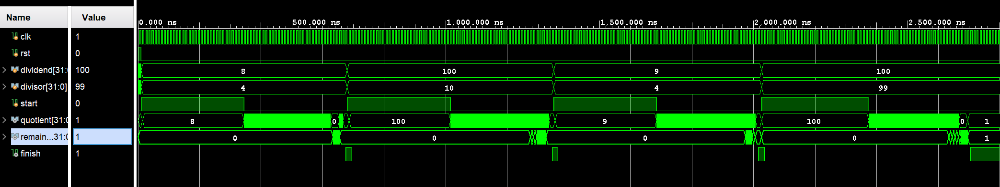 Name Value
0.000 ns 500.000 ns 1,000.000 ns 1,500.000 ns 2,000.000 ns 2,500.000 ns
clk 1
rst 0
dividend[31:0 100 8 100 9 100
divisor[31:0] 99 4 10 4 99
start 0
quotient[31:0 1 8 0 100 9 100 0 1
remain...31:0 1 0 0 0 0 1
finish 1